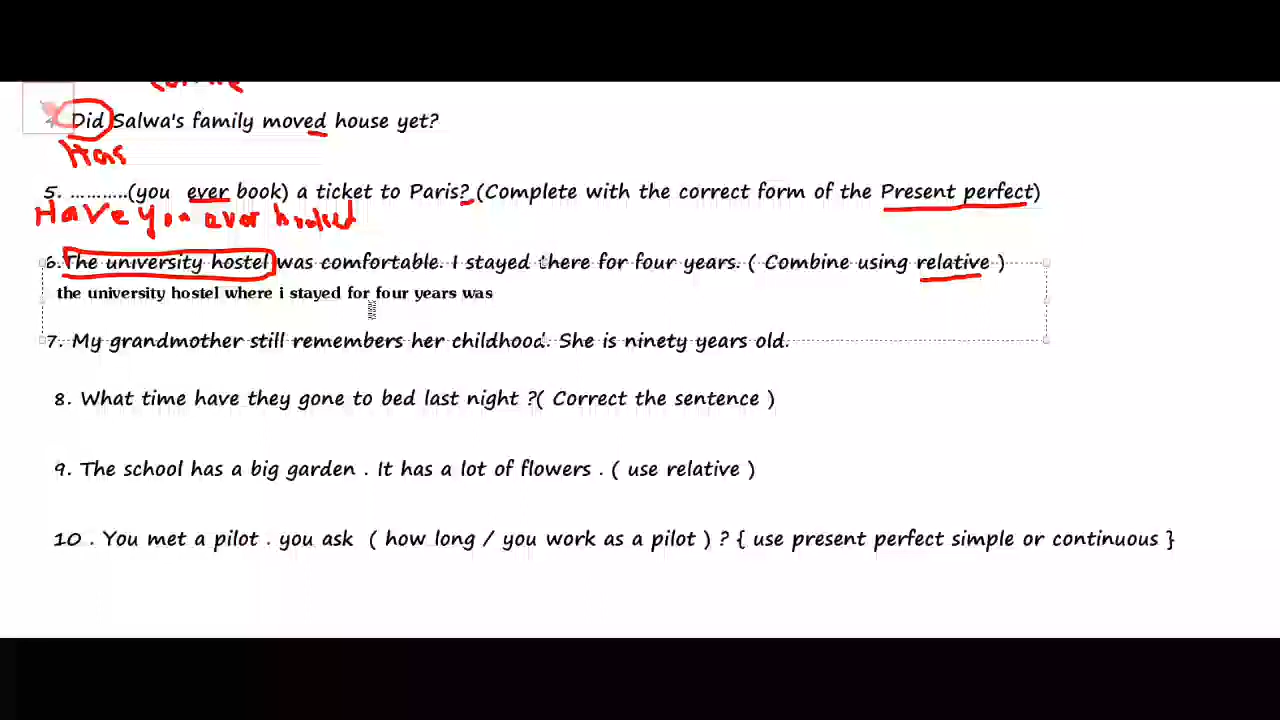 4. Did Salwa's family moved house yet?
Has
5. ..........(you ever book) a ticket to Paris? (Complete with the correct form of the Present perfect)
Have you ever booked
6. The university hostel was comfortable. I stayed there for four years. ( Combine using relative )
the university hostel where i stayed for four years was
7. My grandmother still remembers her childhood. She is ninety years old.
8. What time have they gone to bed last night ?( Correct the sentence )
9. The school has a big garden . It has a lot of flowers . ( use relative )
10 . You met a pilot . you ask ( how long / you work as a pilot ) ? { use present perfect simple or continuous }